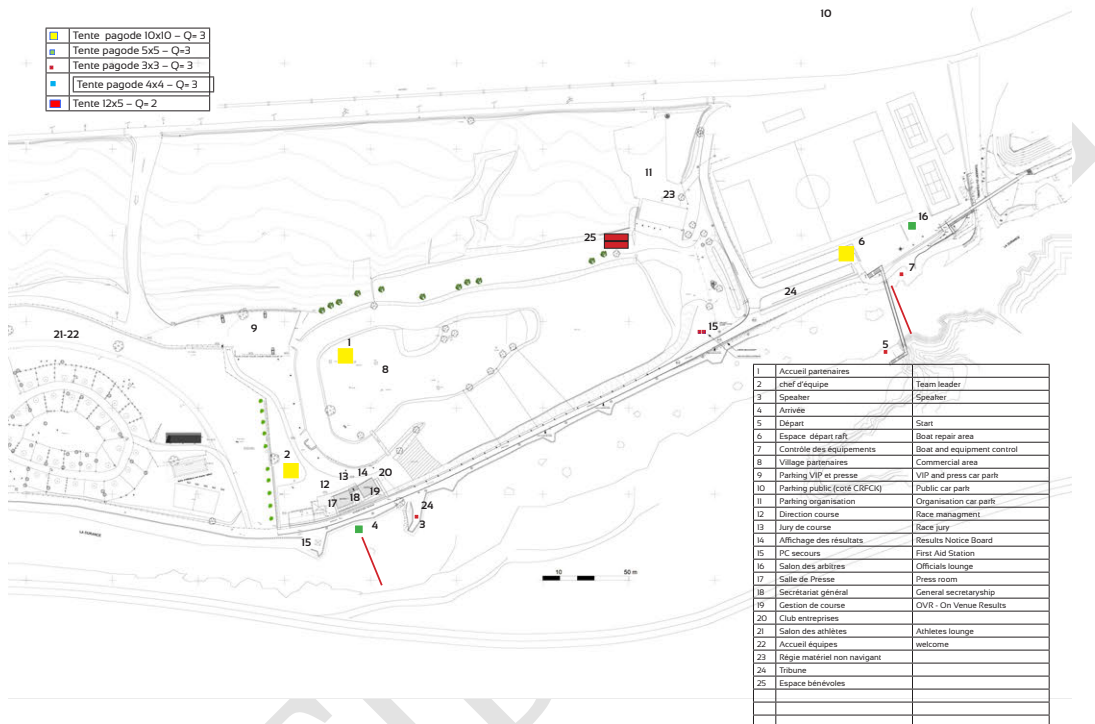 10
Tente pagode 10x10 – Q= 3
Tente pagode 5x5 – Q=3
Tente pagode 3x3 – Q= 3
Tente pagode 4x4 – Q= 3
Tente 12x5 – Q= 2
11
23
16
25
6
7
24
9
21-22
15
1
8
5
2
13
14
20
12
19
18
17
24
4
3
15
LA DURANCE
LA DURANCE
10
50 m
1 Accueil partenaires
2 chef d'équipe Team leader
3 Speaker Speaker
4 Arrivée
5 Départ Start
6 Espace départ raft Boat repair area
7 Contrôle des équipements Boat and equipment control
8 Village partenaires Commercial area
9 Parking VIP et presse VIP and press car park
10 Parking public (coté CRFCK) Public car park
11 Parking organisation Organisation car park
12 Direction course Race managment
13 Jury de course Race jury
14 Affichage des résultats Results Notice Board
15 PC secours First Aid Station
16 Salon des arbitres Officials lounge
17 Salle de Presse Press room
18 Secrétariat général General secretaryship
19 Gestion de course OVR - On Venue Results
20 Club entreprises
21 Salon des athlètes Athletes lounge
22 Accueil équipes welcome
23 Régie matériel non navigant
24 Tribune
25 Espace bénévoles